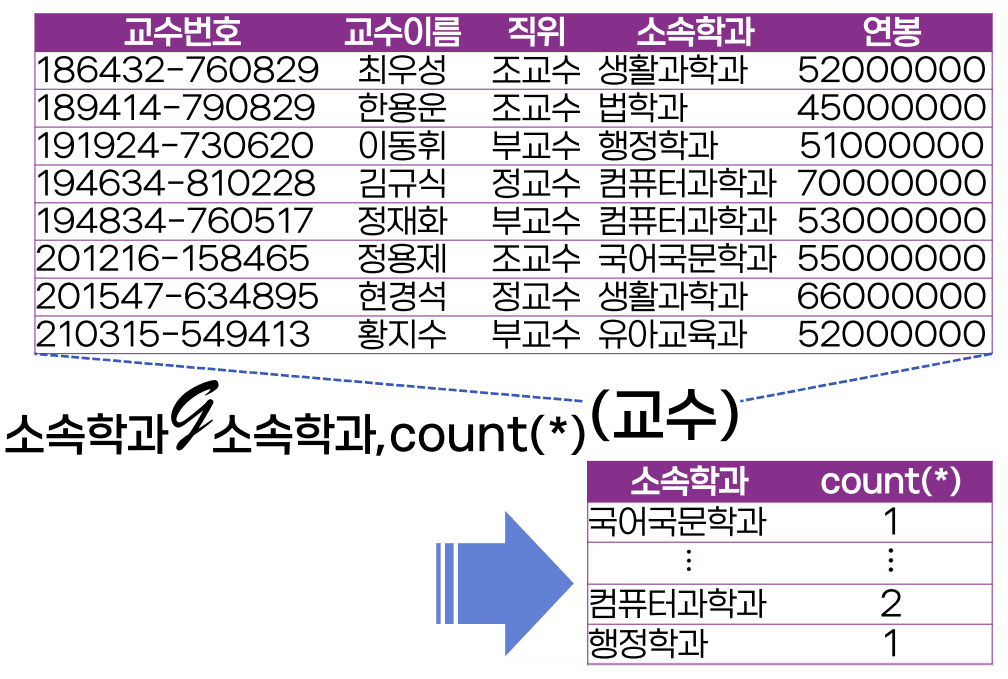 교수번호 교수이름 직위 소속학과 연봉
186432-760829 최우성 조교수 생활과학과 52000000
189414-790829 한용운 조교수 법학과 45000000
191924-730620 이동휘 부교수 행정학과 51000000
194634-810228 김규식 정교수 컴퓨터과학과 70000000
194834-760517 정재화 부교수 컴퓨터과학과 53000000
201216-158465 정용제 조교수 국어국문학과 55000000
201547-634895 현경석 정교수 생활과학과 66000000
210315-549413 황지수 부교수 유아교육과 52000000
소속학과 𝒢 소속학과,count(*) (교수)
소속학과 count(*)
국어국문학과 1
⋮ ⋮
컴퓨터과학과 2
행정학과 1